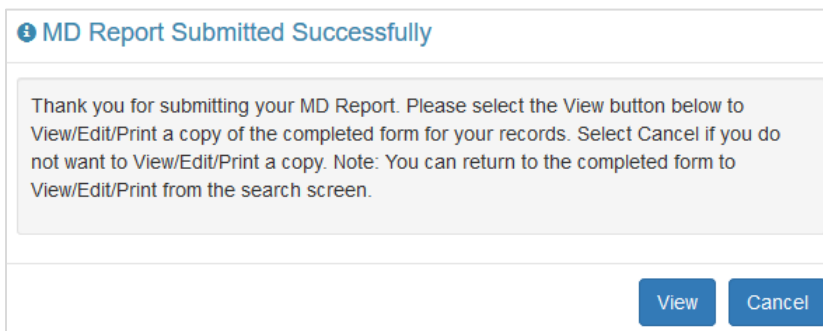 MD Report Submitted Successfully
Thank you for submitting your MD Report. Please select the View button below to
View/Edit/Print a copy of the completed form for your records. Select Cancel if you do
not want to View/Edit/Print a copy. Note: You can return to the completed form to
View/Edit/Print from the search screen.
View
Cancel